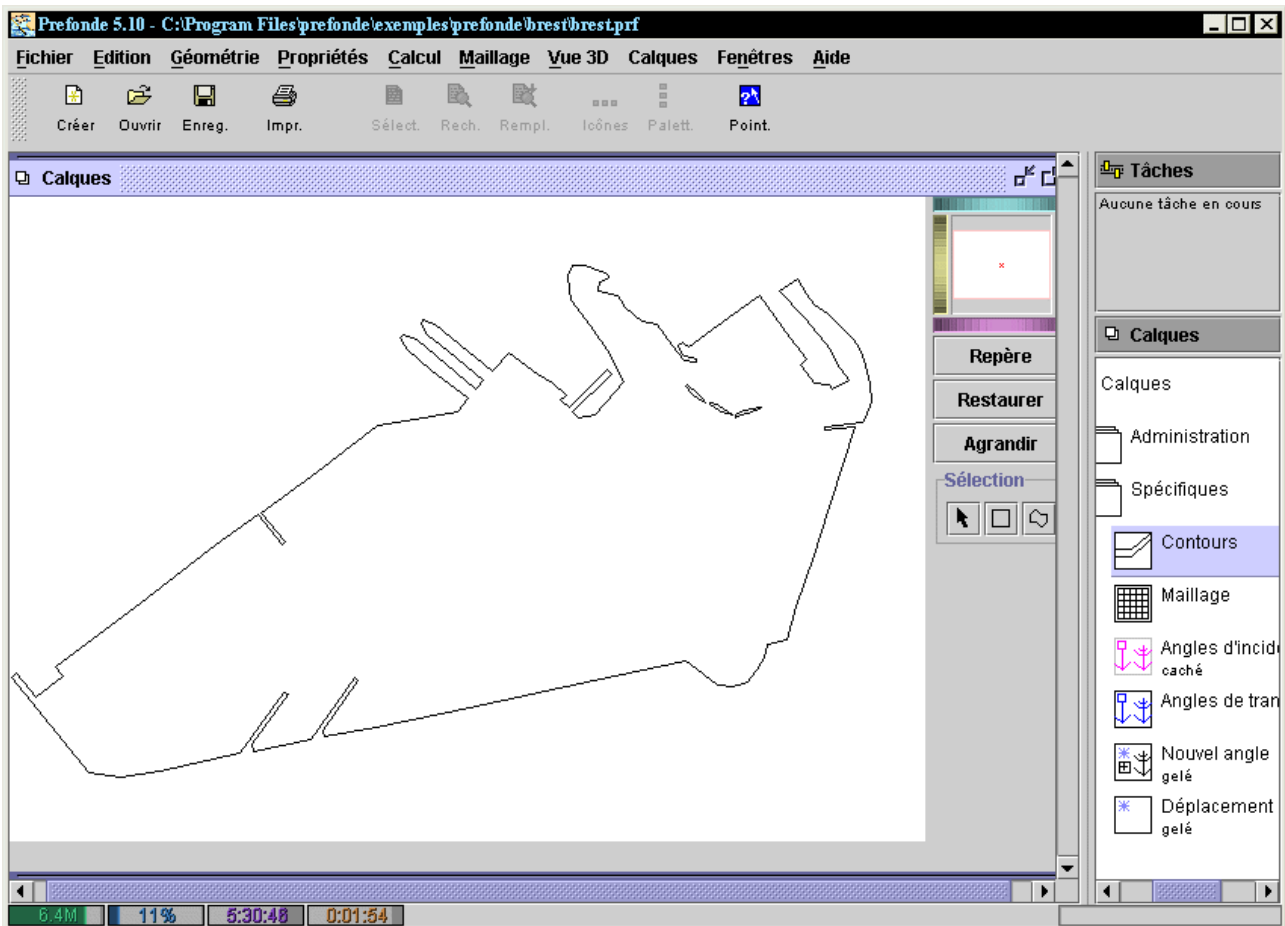 Prefonde 5.10 - C:\Program Files\prefonde\exemples\prefonde\brest\brest.prf
Fichier Edition Géométrie Propriétés Calcul Maillage Vue 3D Calques Fenêtres Aide
Créer Ouvrir Enreg. Impr. Sélect. Rech. Rempl. Icônes Palett. Point.
Calques
Repère
Restaurer
Agrandir
Sélection
Tâches
Aucune tâche en cours
Calques
Calques
Administration
Spécifiques
Contours
Maillage
Angles d'incid
caché
Angles de tran
Nouvel angle
gelé
Déplacement
gelé
6.4M 11% 5:30:48 0:01:54